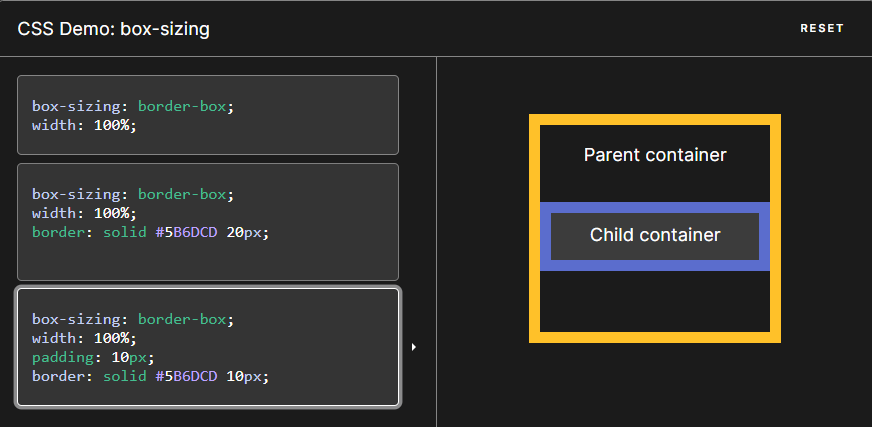 CSS Demo: box-sizing
RESET
box-sizing: border-box;
width: 100%;
box-sizing: border-box;
width: 100%;
border: solid #5B6DCD 20px;
box-sizing: border-box;
width: 100%;
padding: 10px;
border: solid #5B6DCD 10px;
Parent container
Child container